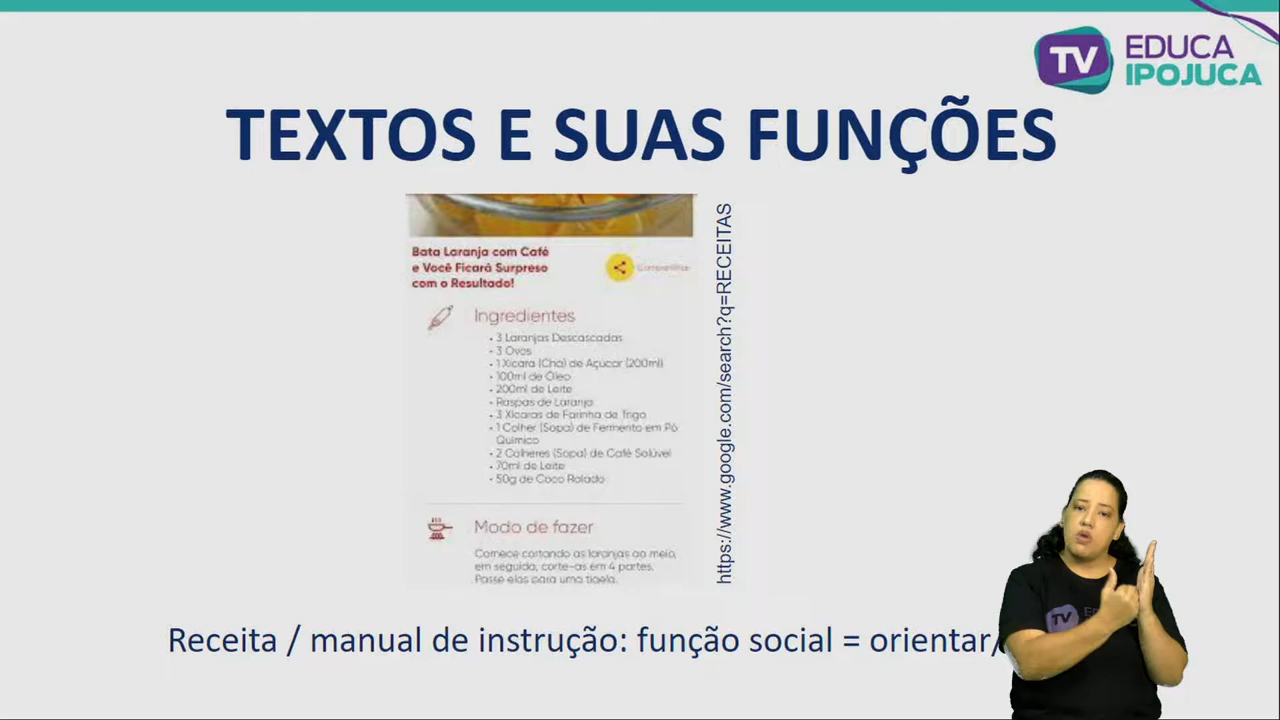 TV EDUCA
IPOJUCA
TEXTOS E SUAS FUNÇÕES
Bata Laranja com Café
e Você Ficará Surpreso
com o Resultado!
Compartilhar
Ingredientes
• 3 Laranjas Descascadas
• 3 Ovos
• 1 Xícara (Chá) de Açúcar (200ml)
• 100ml de Óleo
• 200ml de Leite
• Raspas de Laranja
• 3 Xícaras de Farinha de Trigo
• 1 Colher (Sopa) de Fermento em Pó
Químico
• 2 Colheres (Sopa) de Café Solúvel
• 70ml de Leite
• 50g de Coco Ralado
Modo de fazer
Comece cortando as laranjas ao meio,
em seguida, corte-as em 4 partes.
Passe elas para uma tigela.
https://www.google.com/search?q=RECEITAS
Receita / manual de instrução: função social = orientar/
TV